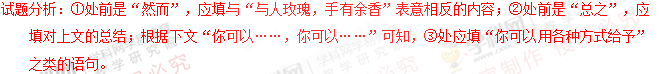 试题分析：①处前是“然而”，应填与“与人玫瑰，手有余香”表意相反的内容；②处前是“总之”，应
填对上文的总结；根据下文“你可以……，你可以……”可知，③处应填“你可以用各种方式给予”
之类的语句。